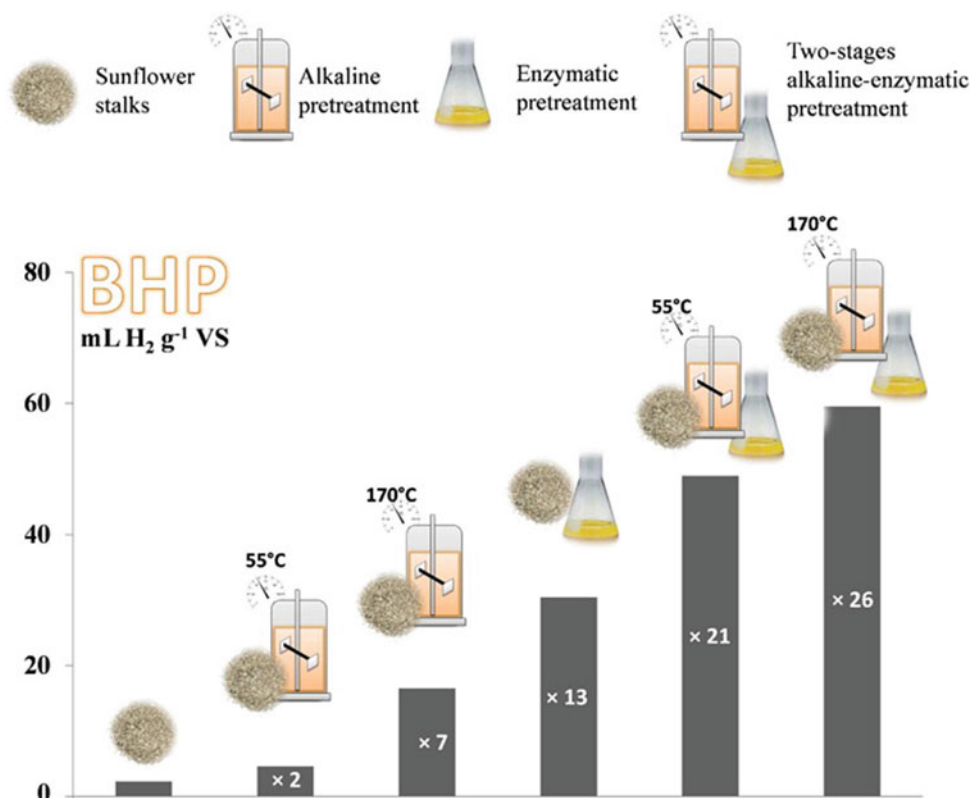 Sunflower
stalks
Alkaline
pretreatment
Enzymatic
pretreatment
Two-stages
alkaline-enzymatic
pretreatment
BHP
mL H₂ g⁻¹ VS
80
60
40
20
0
55°C
170°C
55°C
170°C
× 2
× 7
× 13
× 21
× 26